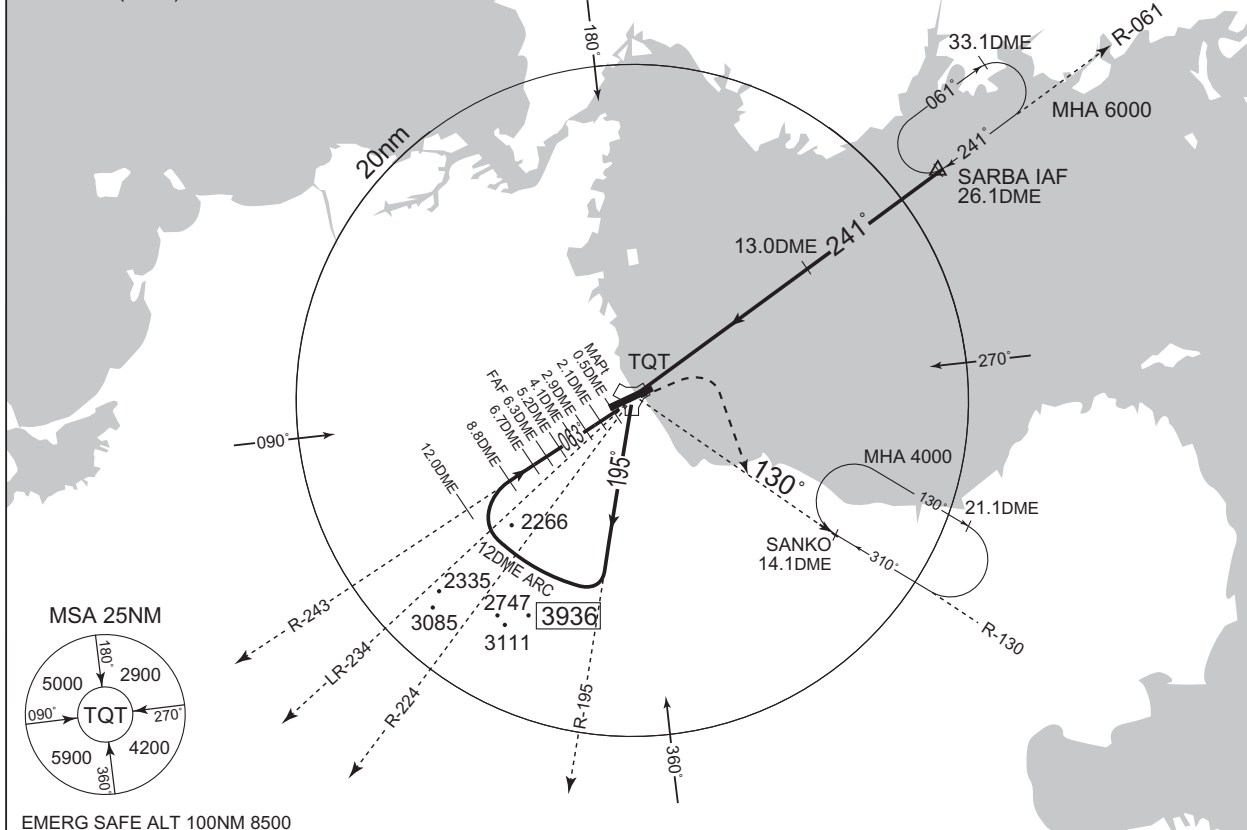 180°
33.1DME
R-061
061°
MHA 6000
241°
20nm
SARBA IAF
26.1DME
241°
13.0DME
TQT
270°
MAPt
0.5DME
2.1DME
2.9DME
4.1DME
5.2DME
FAF 6.3DME
6.7DME
8.8DME
12.0DME
063°
090°
195°
130°
MHA 4000
130°
21.1DME
SANKO
14.1DME
310°
2266
12DME ARC
2335
3085
2747
3936
3111
R-243
LR-234
R-224
R-195
R-130
360°
MSA 25NM
180°
5000
2900
090°
TQT
270°
5900
4200
360°
EMERG SAFE ALT 100NM 8500